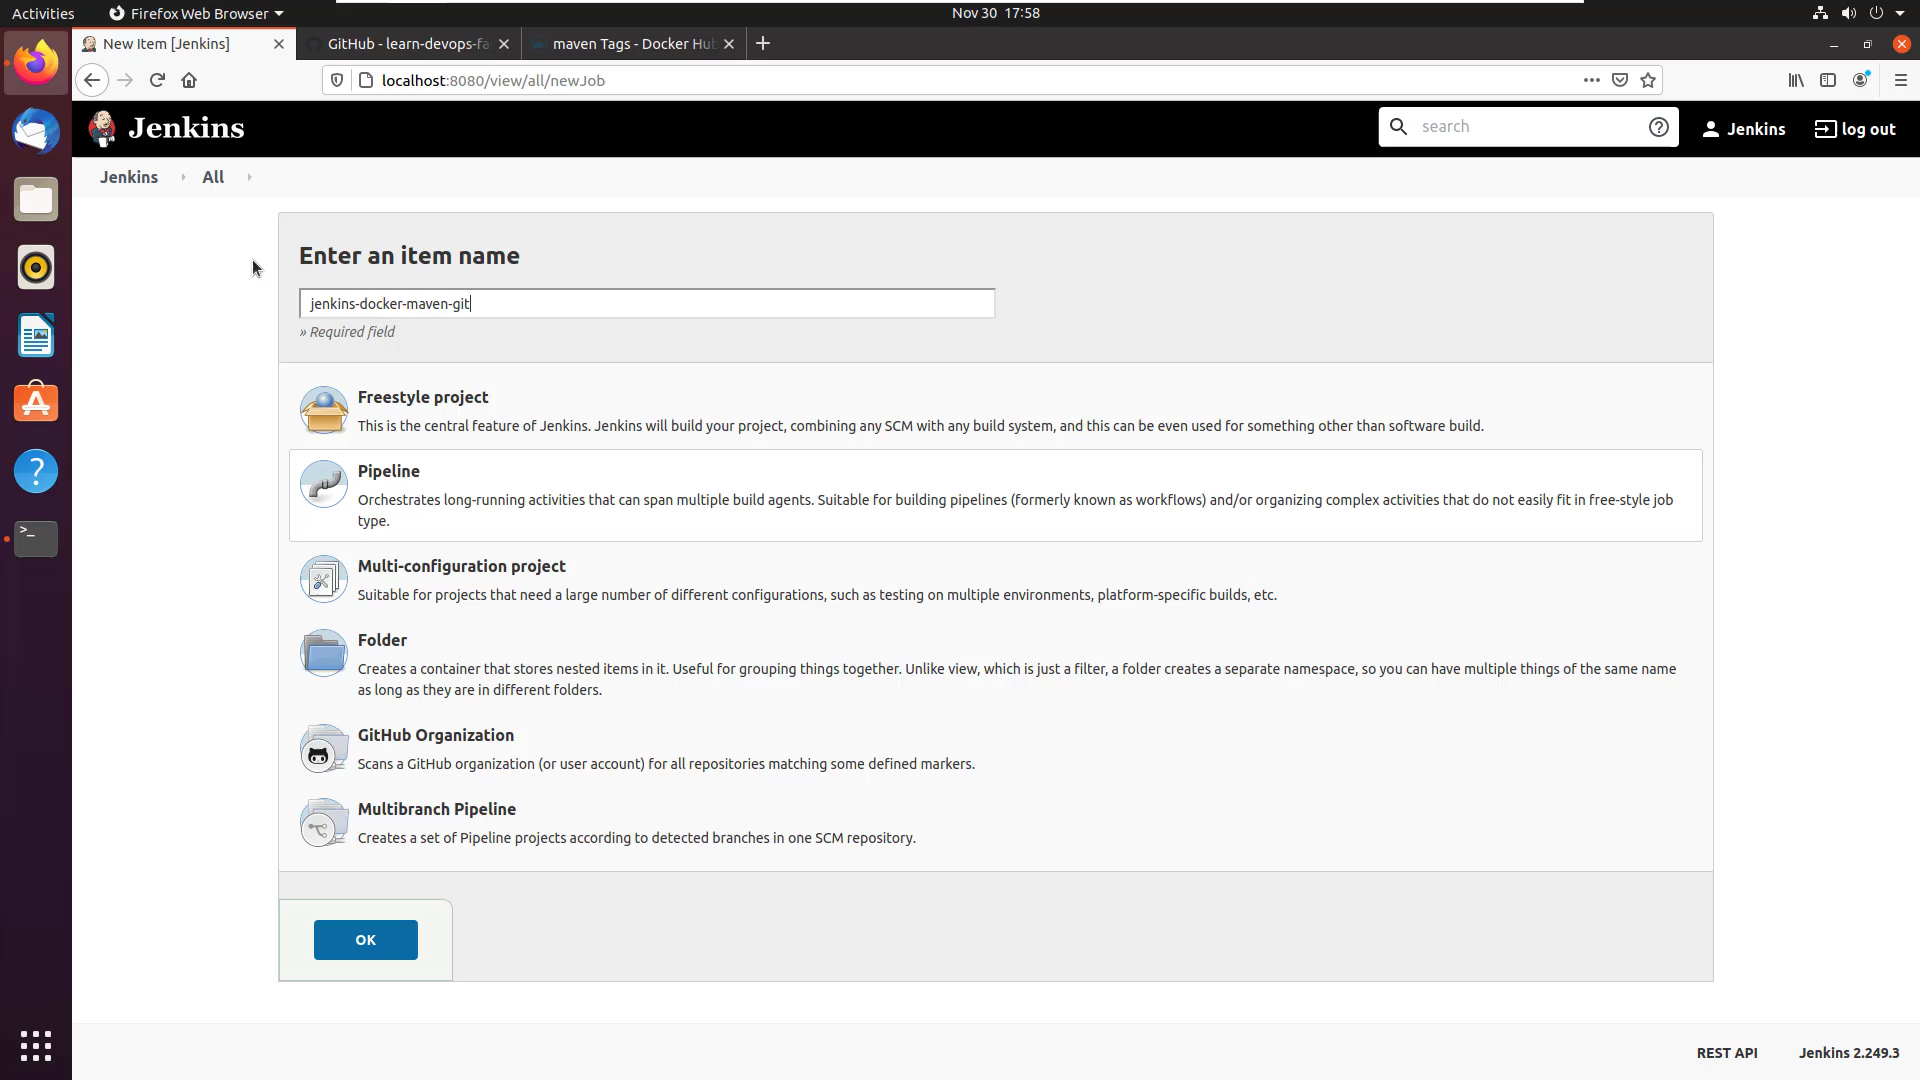 Activities
Firefox Web Browser
Nov 30 17:58
New Item [Jenkins]
GitHub - learn-devops-fa
maven Tags - Docker Hub
localhost:8080/view/all/newJob
Jenkins
search
Jenkins
log out
Jenkins
All
Enter an item name
jenkins-docker-maven-git
» Required field
Freestyle project
This is the central feature of Jenkins. Jenkins will build your project, combining any SCM with any build system, and this can be even used for something other than software build.
Pipeline
Orchestrates long-running activities that can span multiple build agents. Suitable for building pipelines (formerly known as workflows) and/or organizing complex activities that do not easily fit in free-style job
type.
Multi-configuration project
Suitable for projects that need a large number of different configurations, such as testing on multiple environments, platform-specific builds, etc.
Folder
Creates a container that stores nested items in it. Useful for grouping things together. Unlike view, which is just a filter, a folder creates a separate namespace, so you can have multiple things of the same name
as long as they are in different folders.
GitHub Organization
Scans a GitHub organization (or user account) for all repositories matching some defined markers.
Multibranch Pipeline
Creates a set of Pipeline projects according to detected branches in one SCM repository.
OK
REST API
Jenkins 2.249.3